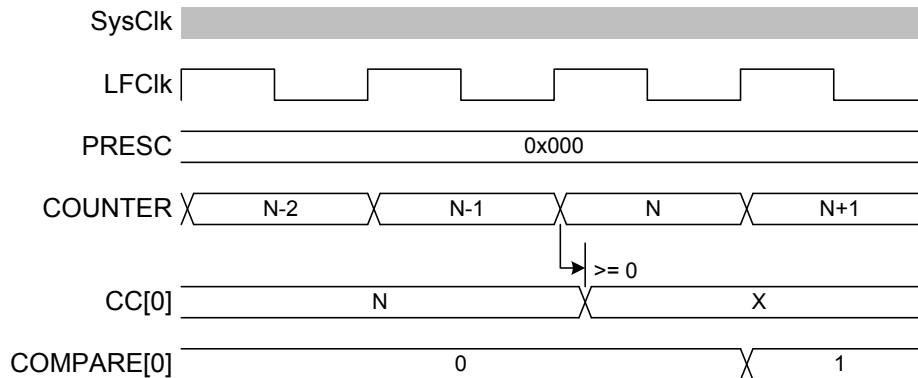 SysClk
LFClk
PRESC 0x000
COUNTER N-2 N-1 N N+1
>= 0
CC[0] N X
COMPARE[0] 0 1